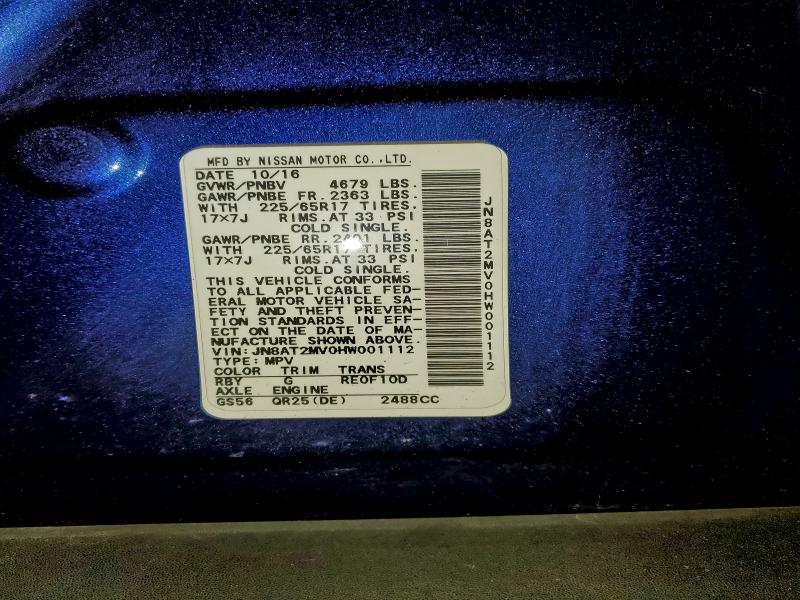 MFD BY NISSAN MOTOR CO.,LTD.
DATE 10/16
GVWR/PNBV 4679 LBS.
GAWR/PNBE FR.2363 LBS.
WITH 225/65R17 TIRES.
17×7J RIMS.AT 33 PSI
COLD SINGLE.
GAWR/PNBE RR. LBS.
WITH 225/65R17 TIRES.
17×7J RIMS.AT 33 PSI
COLD SINGLE.
THIS VEHICLE CONFORMS
TO ALL APPLICABLE FED-
ERAL MOTOR VEHICLE SA-
FETY AND THEFT PREVEN-
TION STANDARDS IN EFF-
ECT ON THE DATE OF MA-
NUFACTURE SHOWN ABOVE.
VIN:JN8AT2MV0HW001112
TYPE:MPV
COLOR TRIM TRANS
RBY G RE0F10D
AXLE ENGINE
GS56 QR25(DE) 2488CC
JN8AT2MV0HW001112